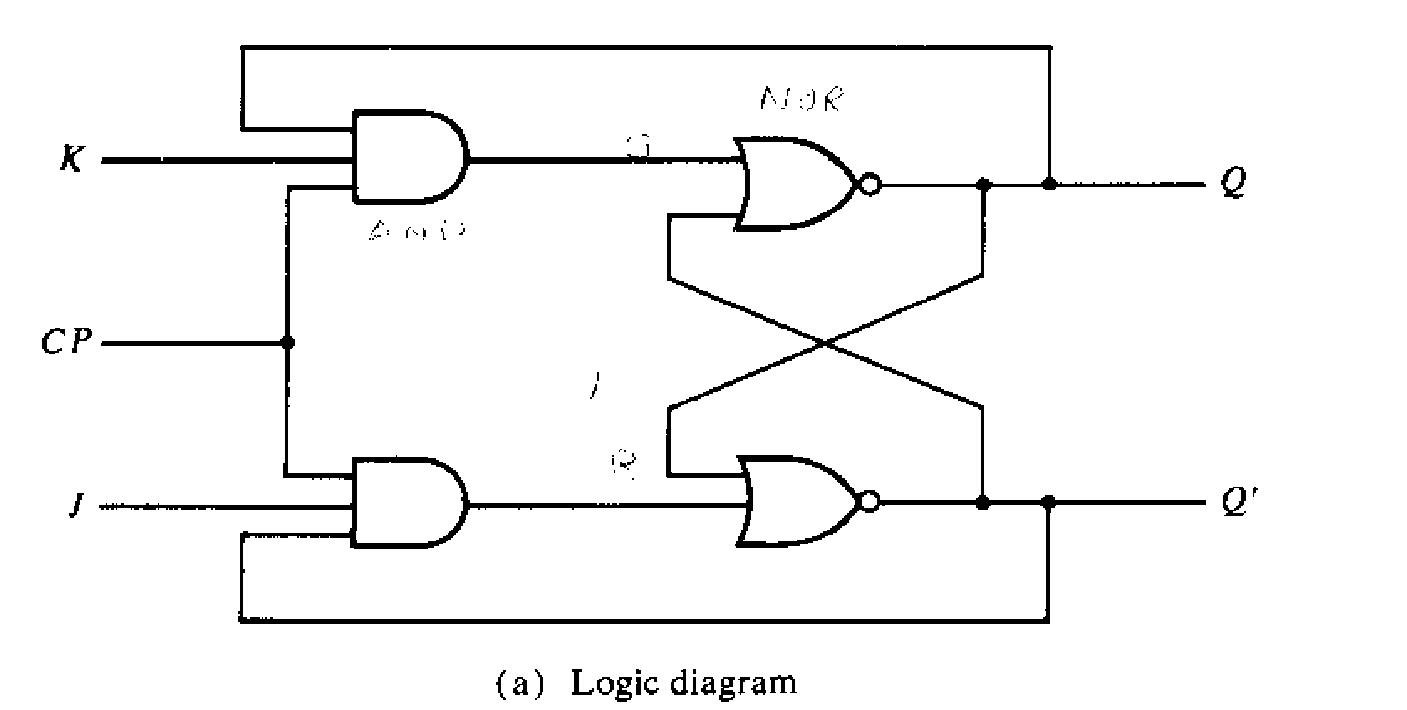 NOR
K
Q
AND
CP
J
Q'
(a) Logic diagram